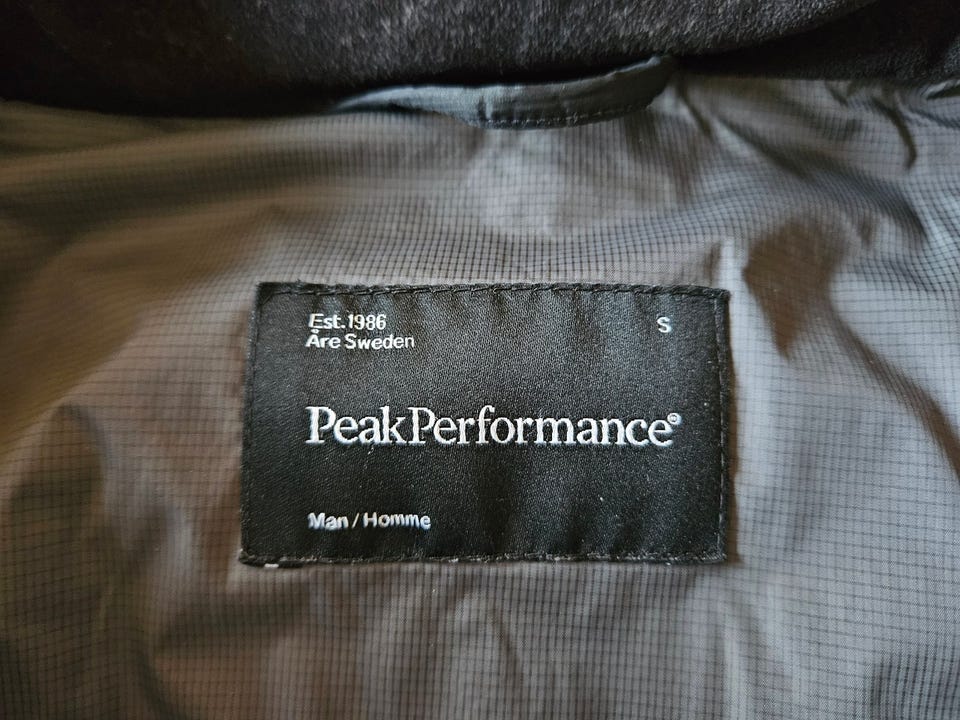 Est. 1986 S
Åre Sweden
PeakPerformance®
Man / Homme